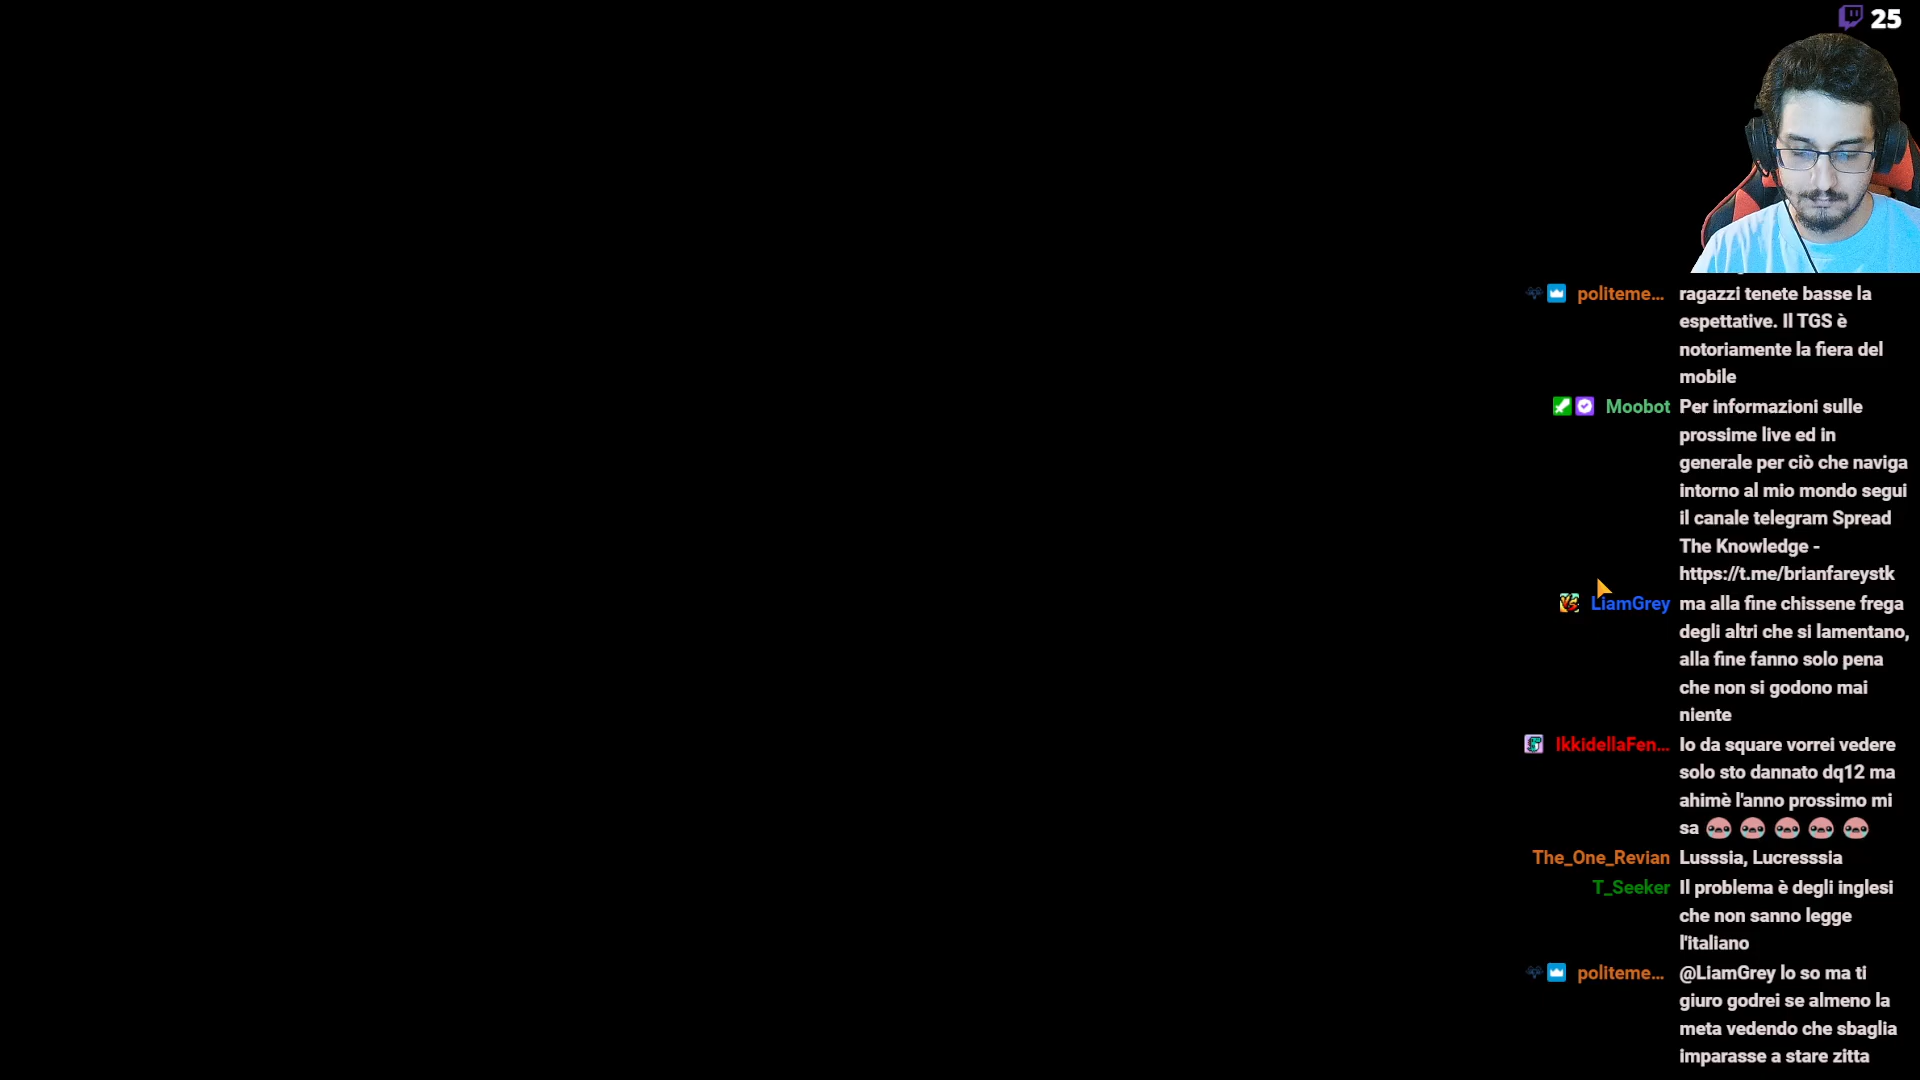 25
politeme... ragazzi tenete basse la
espettative. Il TGS è
notoriamente la fiera del
mobile
Moobot Per informazioni sulle
prossime live ed in
generale per ciò che naviga
intorno al mio mondo segui
il canale telegram Spread
The Knowledge -
https://t.me/brianfareystk
LiamGrey ma alla fine chissene frega
degli altri che si lamentano,
alla fine fanno solo pena
che non si godono mai
niente
IkkidellaFen... Io da square vorrei vedere
solo sto dannato dq12 ma
ahimè l'anno prossimo mi
sa
The_One_Revian Lusssia, Lucresssia
T_Seeker Il problema è degli inglesi
che non sanno legge
l'italiano
politeme... @LiamGrey lo so ma ti
giuro godrei se almeno la
meta vedendo che sbaglia
imparasse a stare zitta